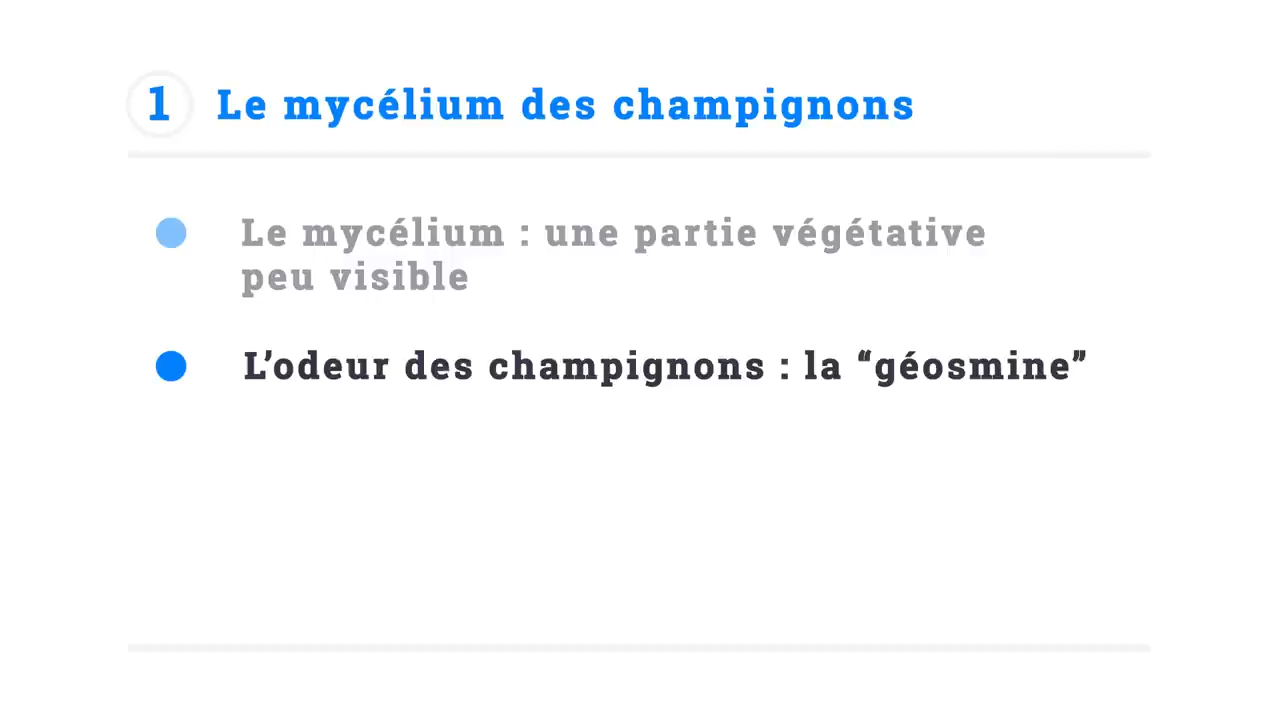 1 Le mycélium des champignons
Le mycélium : une partie végétative
peu visible
L’odeur des champignons : la “géosmine”